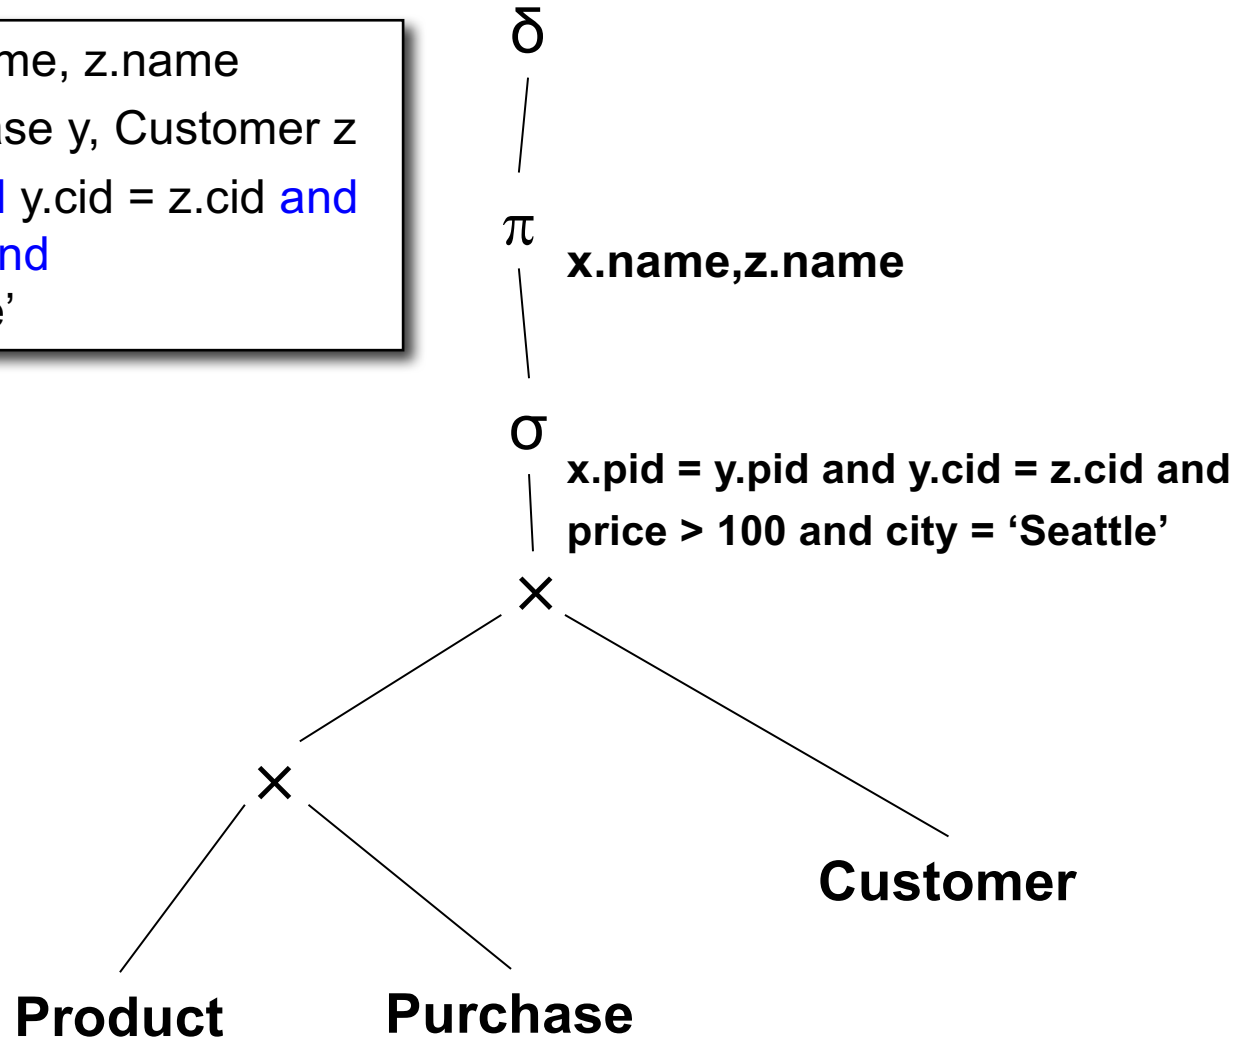 me, z.name
se y, Customer z
y.cid = z.cid and
nd
e’
δ
π
x.name,z.name
σ
x.pid = y.pid and y.cid = z.cid and
price > 100 and city = ‘Seattle’
×
×
Customer
Product
Purchase